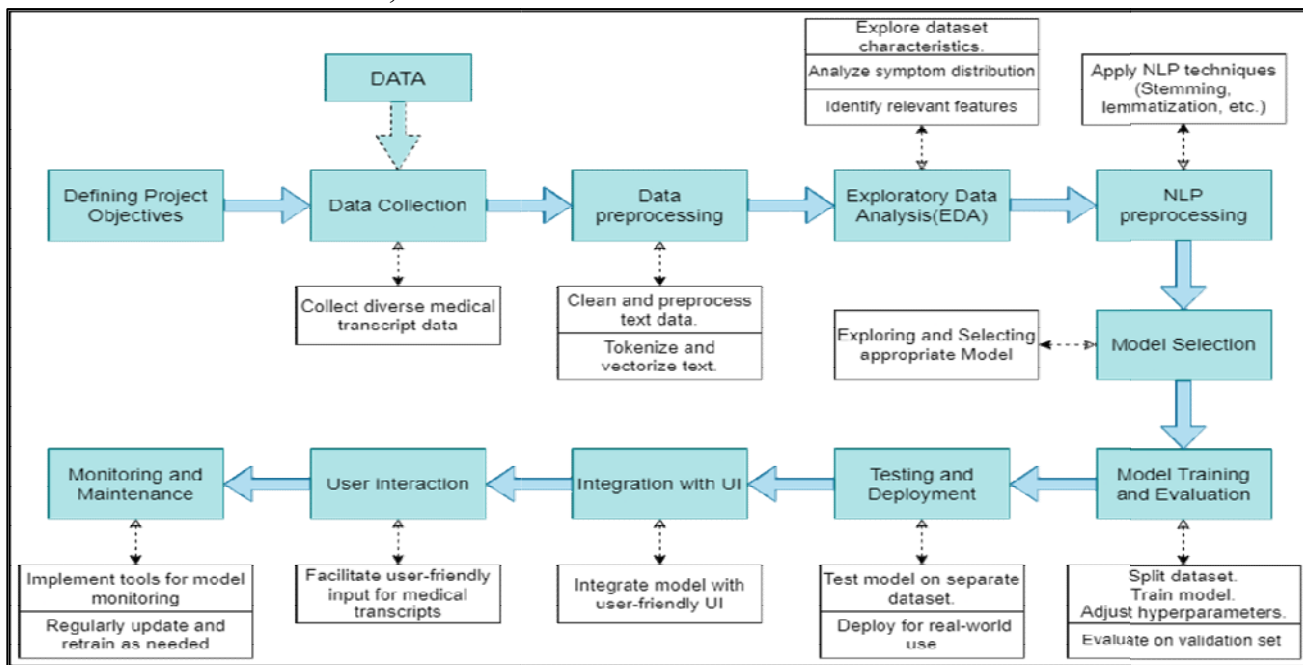 Explore dataset
characteristics.
Analyze symptom distribution
Identify relevant features
Apply NLP techniques
(Stemming,
lemmatization, etc.)
DATA
Defining Project
Objectives
Data Collection
Data
preprocessing
Exploratory Data
Analysis(EDA)
NLP
preprocessing
Collect diverse medical
transcript data
Clean and preprocess
text data.
Tokenize and
vectorize text.
Exploring and Selecting
appropriate Model
Model Selection
Monitoring and
Maintenance
User Interaction
Integration with UI
Testing and
Deployment
Model Training
and Evaluation
Implement tools for model
monitoring
Regularly update and
retrain as needed
Facilitate user-friendly
input for medical
transcripts
Integrate model with
user-friendly UI
Test model on separate
dataset.
Deploy for real-world
use
Split dataset.
Train model.
Adjust hyperparameters.
Evaluate on validation set